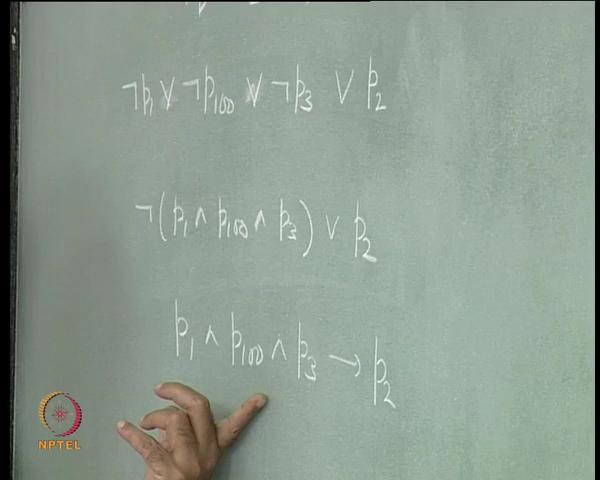 ¬p₁ ∨ ¬p₁₀₀ ∨ ¬p₃ ∨ p₂
¬(p₁ ∧ p₁₀₀ ∧ p₃) ∨ p₂
p₁ ∧ p₁₀₀ ∧ p₃ → p₂
NPTEL